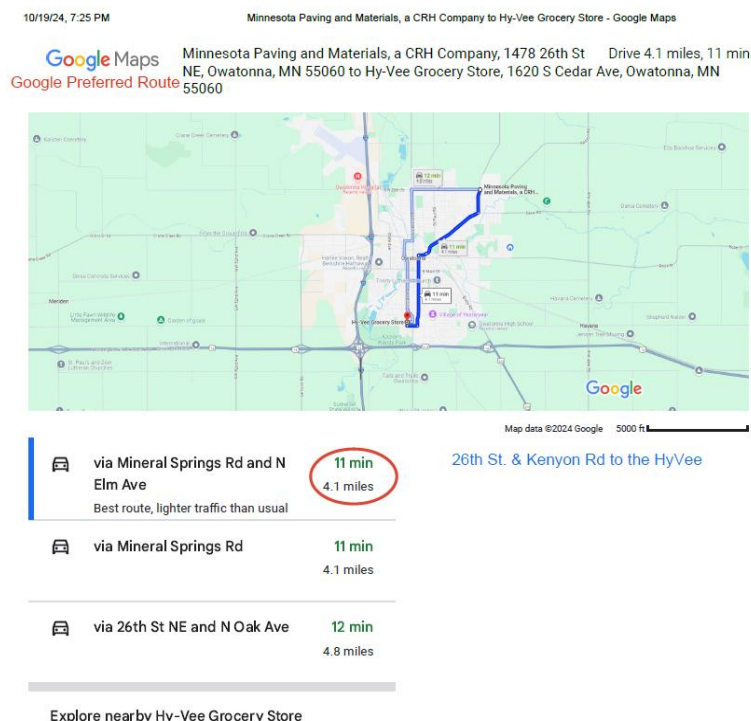 10/19/24, 7:25 PM
Minnesota Paving and Materials, a CRH Company to Hy-Vee Grocery Store - Google Maps
Google Maps
Google Preferred Route
Minnesota Paving and Materials, a CRH Company, 1478 26th St
NE, Owatonna, MN 55060 to Hy-Vee Grocery Store, 1620 S Cedar Ave, Owatonna, MN
55060
Drive 4.1 miles, 11 min
12 min
Minnesota Paving
and Materials, a CRH...
11 min
11 min
Hy-Vee Grocery Store
Village of Yesteryear
Owatonna High School
Meriden
Havana
International
Google
Map data ©2024 Google
5000 ft
26th St. & Kenyon Rd to the HyVee
via Mineral Springs Rd and N
Elm Ave
11 min
4.1 miles
Best route, lighter traffic than usual
via Mineral Springs Rd
11 min
4.1 miles
via 26th St NE and N Oak Ave
12 min
4.8 miles
Explore nearby Hy-Vee Grocery Store